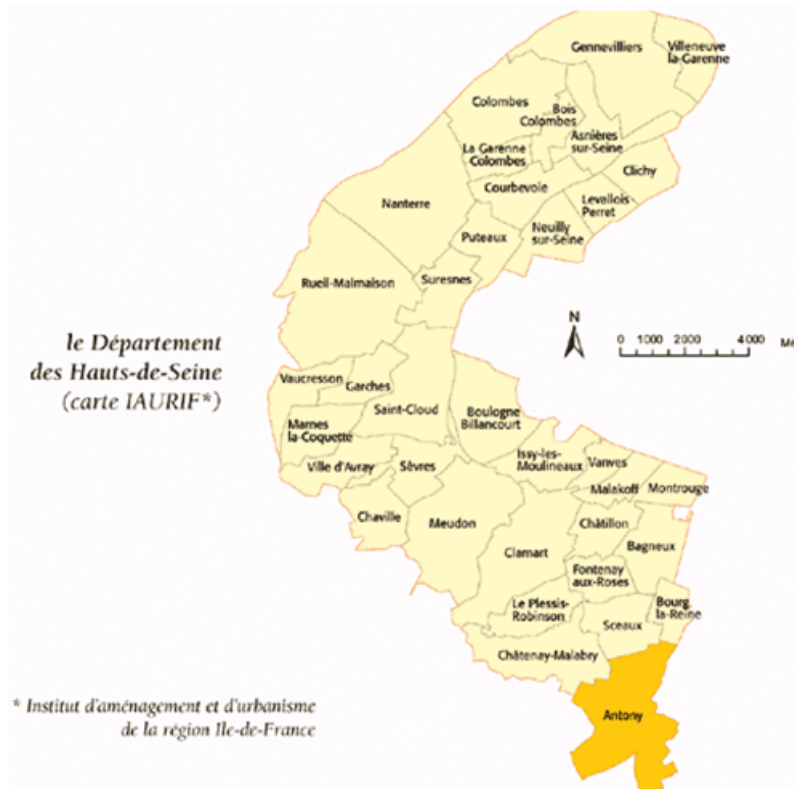 Gennevilliers
Villeneuve
la-Garenne
Colombes
Bois
Colombes
Asnières
sur-Seine
La Garenne
Colombes
Clichy
Courbevoie
Levallois
Perret
Nanterre
Neuilly
sur-Seine
Puteaux
Suresnes
Rueil-Malmaison
N
0 1000 2000 4000
le Département
des Hauts-de-Seine
(carte IAURIF*)
Vaucresson
Garches
Saint-Cloud
Boulogne
Billancourt
Marnes
la-Coquette
Ville d'Avray
Sèvres
Issy-les-
Moulineaux
Vanves
Malakoff
Montrouge
Chaville
Meudon
Châtillon
Clamart
Bagneux
Fontenay
aux-Roses
Le Plessis-
Robinson
Bourg
la-Reine
Sceaux
Châtenay-Malabry
Antony
* Institut d'aménagement et d'urbanisme
de la région Ile-de-France